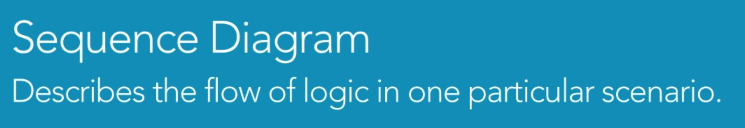 Sequence Diagram
Describes the flow of logic in one particular scenario.